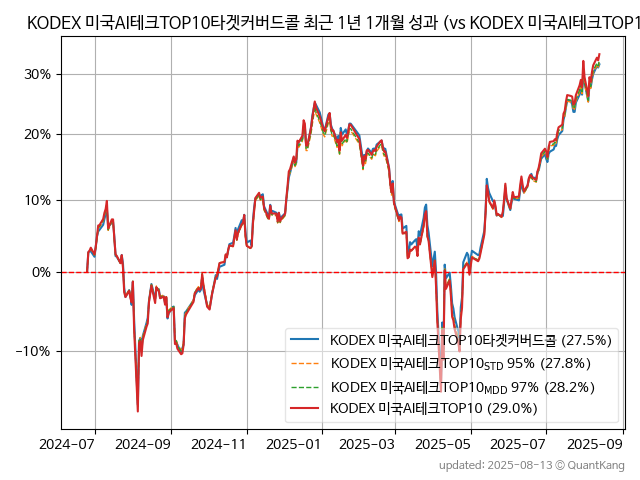 KODEX 미국AI테크TOP10타겟커버드콜 최근 1년 1개월 성과 (vs KODEX 미국AI테크TOP1
30%
20%
10%
0%
−10%
KODEX 미국AI테크TOP10타겟커버드콜 (27.5%)
KODEX 미국AI테크TOP10STD 95% (27.8%)
KODEX 미국AI테크TOP10MDD 97% (28.2%)
KODEX 미국AI테크TOP10 (29.0%)
2024-07 2024-09 2024-11 2025-01 2025-03 2025-05 2025-07 2025-09
updated: 2025-08-13 © QuantKang